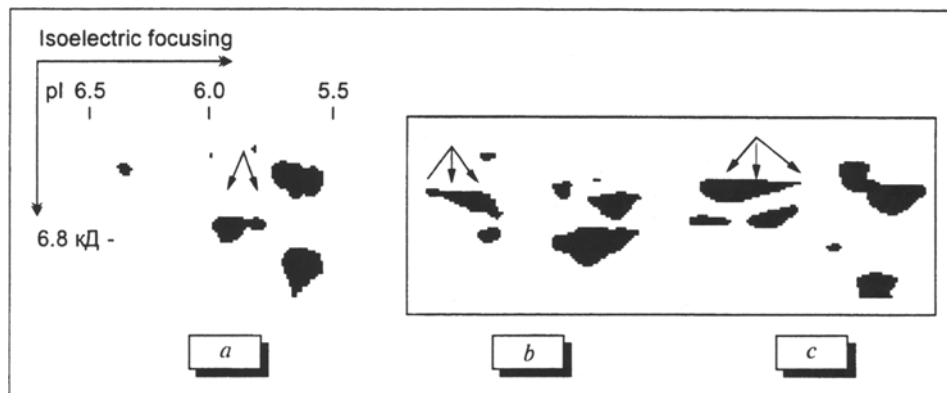 Isoelectric focusing
pI 6.5 6.0 5.5
6.8 кД -
a
b
c